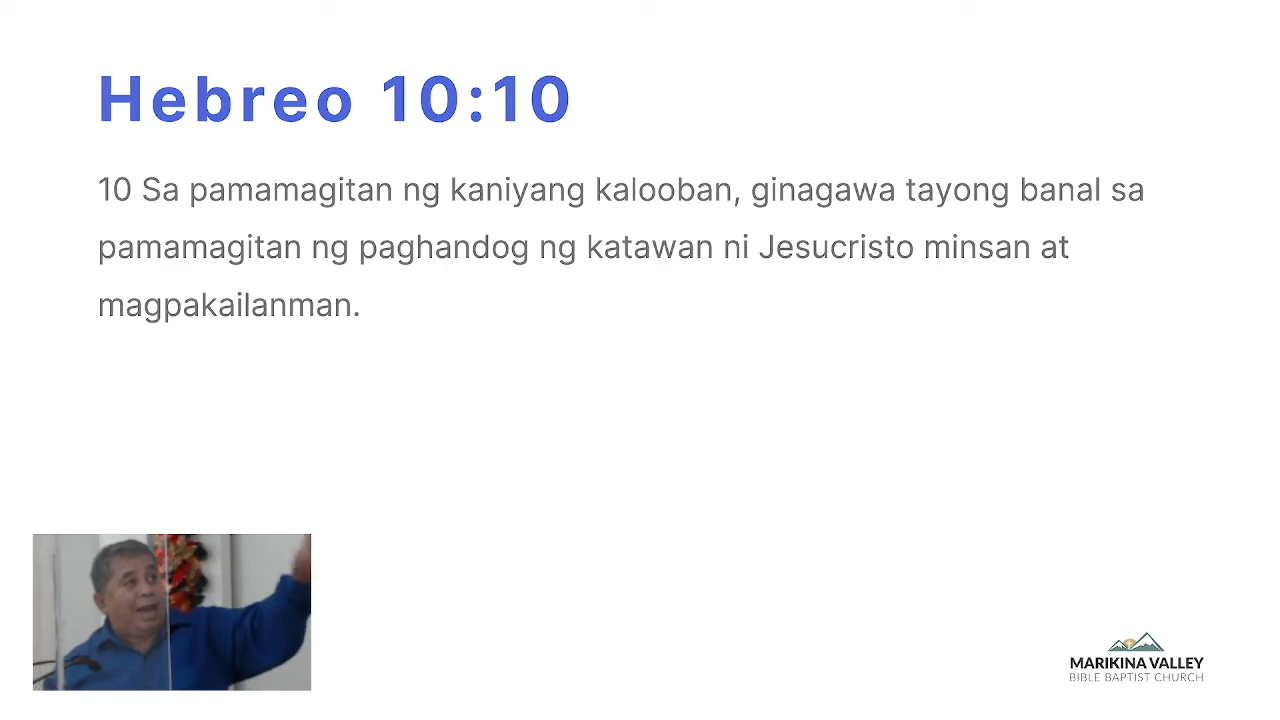 Hebreo 10:10
10 Sa pamamagitan ng kaniyang kalooban, ginagawa tayong banal sa
pamamagitan ng paghandog ng katawan ni Jesucristo minsan at
magpakailanman.
MARIKINA VALLEY
BIBLE BAPTIST CHURCH